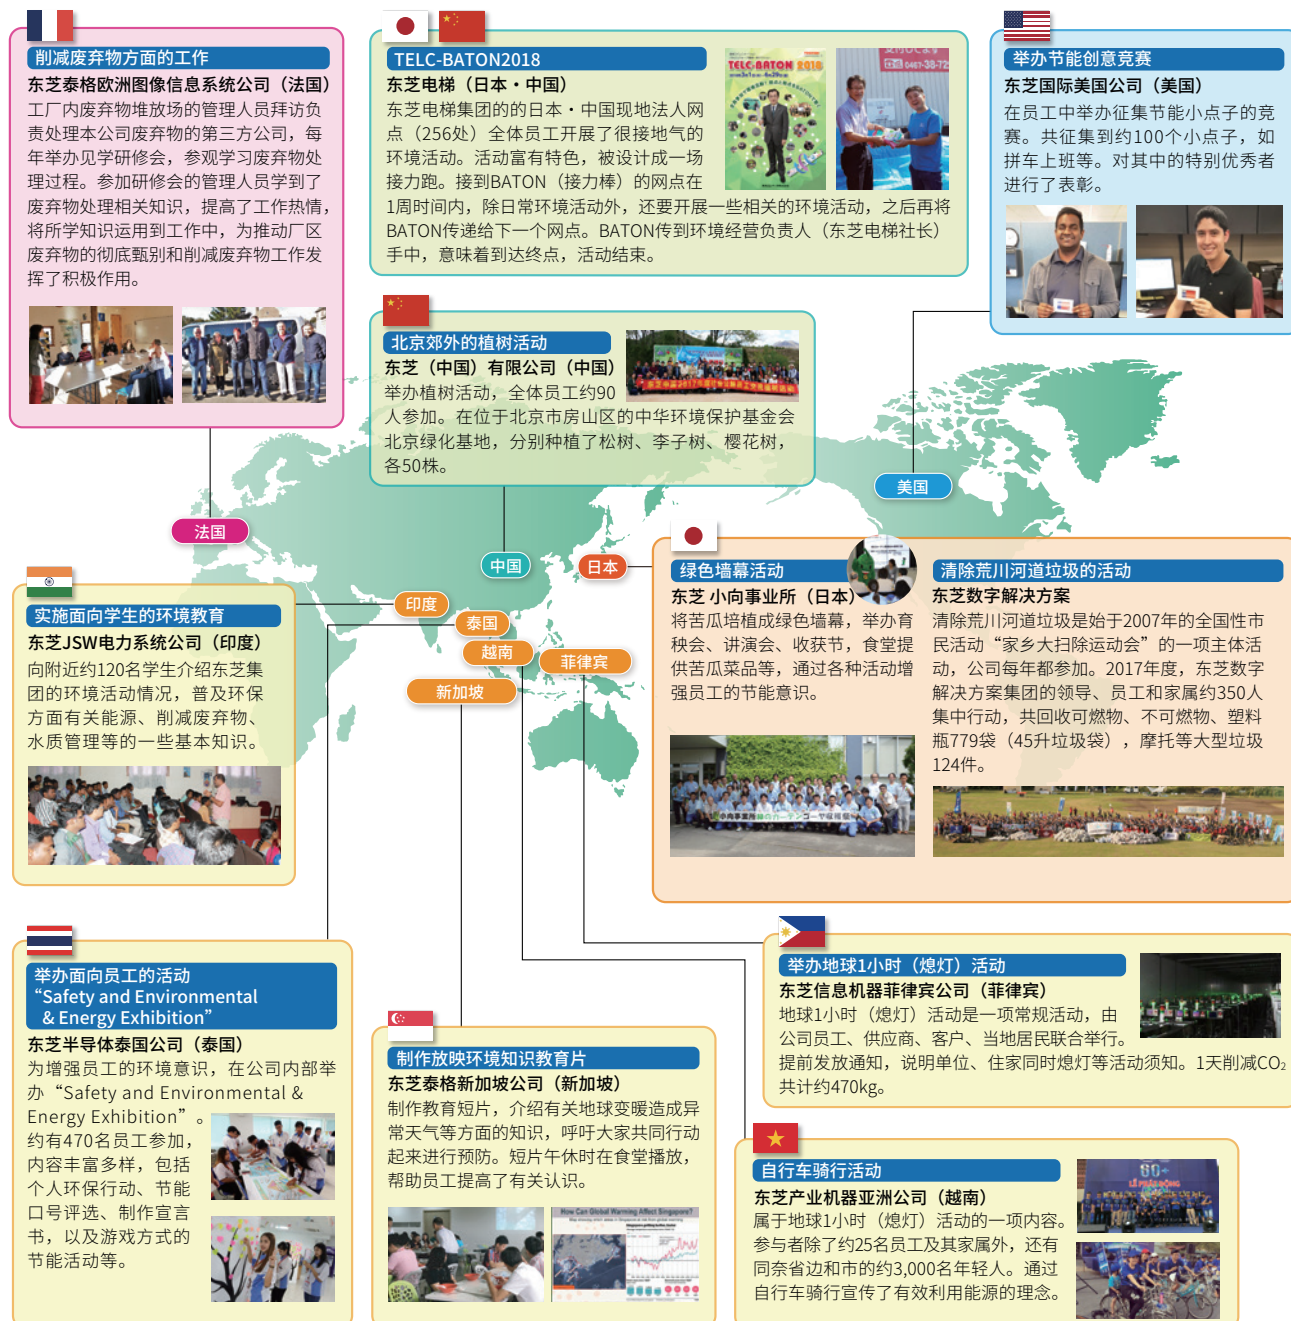 削减废弃物方面的工作
东芝泰格欧洲图像信息系统公司（法国）
工厂内废弃物堆放场的管理人员拜访负
责处理本公司废弃物的第三方公司，每
年举办见学研修会，参观学习废弃物处
理过程。参加研修会的管理人员学到了
废弃物处理相关知识，提高了工作热情，
将所学知识运用到工作中，为推动厂区
废弃物的彻底甄别和削减废弃物工作发
挥了积极作用。
TELC-BATON2018
东芝电梯（日本・中国）
东芝电梯集团的的日本・中国现地法人网
点（256处）全体员工开展了很接地气的
环境活动。活动富有特色，被设计成一场
接力跑。接到BATON（接力棒）的网点在
1周时间内，除日常环境活动外，还要开展一些相关的环境活动，之后再将
BATON传递给下一个网点。BATON传到环境经营负责人（东芝电梯社长）
手中，意味着到达终点，活动结束。
TELC-BATON 2018
举办节能创意竞赛
东芝国际美国公司（美国）
在员工中举办征集节能小点子的竞
赛。共征集到约100个小点子，如
拼车上班等。对其中的特别优秀者
进行了表彰。
北京郊外的植树活动
东芝（中国）有限公司（中国）
举办植树活动，全体员工约90
人参加。在位于北京市房山区的中华环境保护基金会
北京绿化基地，分别种植了松树、李子树、樱花树，
各50株。
美国
法国
中国
日本
印度
泰国
越南
菲律宾
新加坡
绿色墙幕活动
东芝 小向事业所（日本）
将苦瓜培植成绿色墙幕，举办育
秧会、讲演会、收获节，食堂提
供苦瓜菜品等，通过各种活动增
强员工的节能意识。
清除荒川河道垃圾的活动
东芝数字解决方案
清除荒川河道垃圾是始于2007年的全国性市
民活动“家乡大扫除运动会”的一项主体活
动，公司每年都参加。2017年度，东芝数字
解决方案集团的领导、员工和家属约350人
集中行动，共回收可燃物、不可燃物、塑料
瓶779袋（45升垃圾袋），摩托等大型垃圾
124件。
实施面向学生的环境教育
东芝JSW电力系统公司（印度）
向附近约120名学生介绍东芝集
团的环境活动情况，普及环保
方面有关能源、削减废弃物、
水质管理等的一些基本知识。
举办面向员工的活动
“Safety and Environmental
& Energy Exhibition”
东芝半导体泰国公司（泰国）
为增强员工的环境意识，在公司内部举
办“Safety and Environmental &
Energy Exhibition”。
约有470名员工参加，
内容丰富多样，包括
个人环保行动、节能
口号评选、制作宣言
书，以及游戏方式的
节能活动等。
制作放映环境知识教育片
东芝泰格新加坡公司（新加坡）
制作教育短片，介绍有关地球变暖造成异
常天气等方面的知识，呼吁大家共同行动
起来进行预防。短片午休时在食堂播放，
帮助员工提高了有关认识。
How Can Global Warming Affect Singapore?
举办地球1小时（熄灯）活动
东芝信息机器菲律宾公司（菲律宾）
地球1小时（熄灯）活动是一项常规活动，由
公司员工、供应商、客户、当地居民联合举行。
提前发放通知，说明单位、住家同时熄灯等活动须知。1天削减CO₂
共计约470kg。
自行车骑行活动
东芝产业机器亚洲公司（越南）
属于地球1小时（熄灯）活动的一项内容。
参与者除了约25名员工及其家属外，还有
同奈省边和市的约3,000名年轻人。通过
自行车骑行宣传了有效利用能源的理念。
60
LỄ PHÁT ĐỘNG